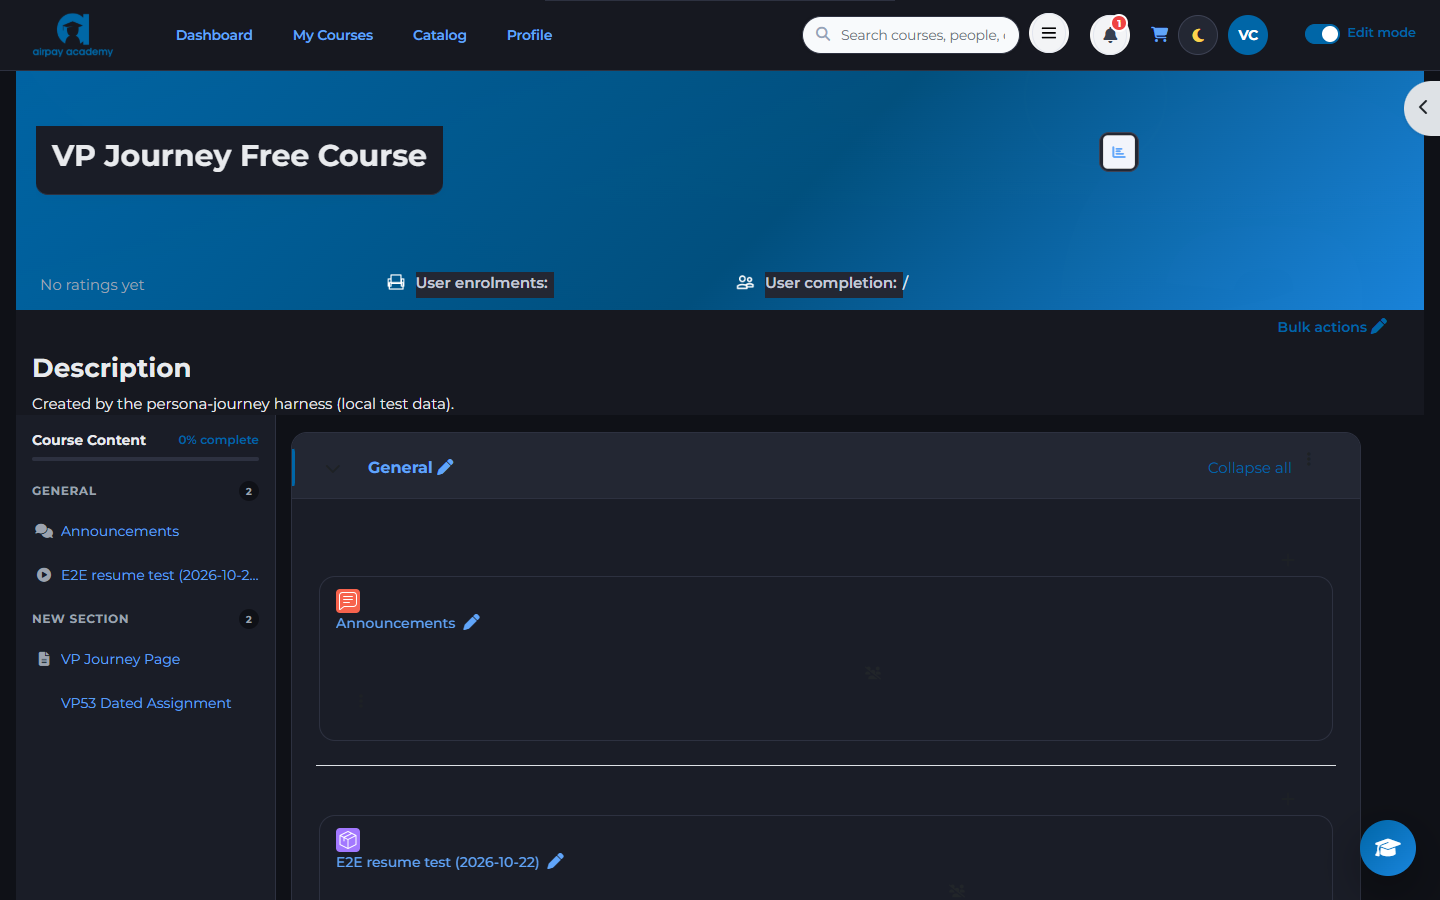 airpay academy
Dashboard
My Courses
Catalog
Profile
Search courses, people,
1
VC
Edit mode
VP Journey Free Course
No ratings yet
User enrolments:
User completion: /
Bulk actions
Description
Created by the persona-journey harness (local test data).
Course Content
0% complete
GENERAL
2
Announcements
E2E resume test (2026-10-2...
NEW SECTION
2
VP Journey Page
VP53 Dated Assignment
General
Collapse all
Announcements
E2E resume test (2026-10-22)